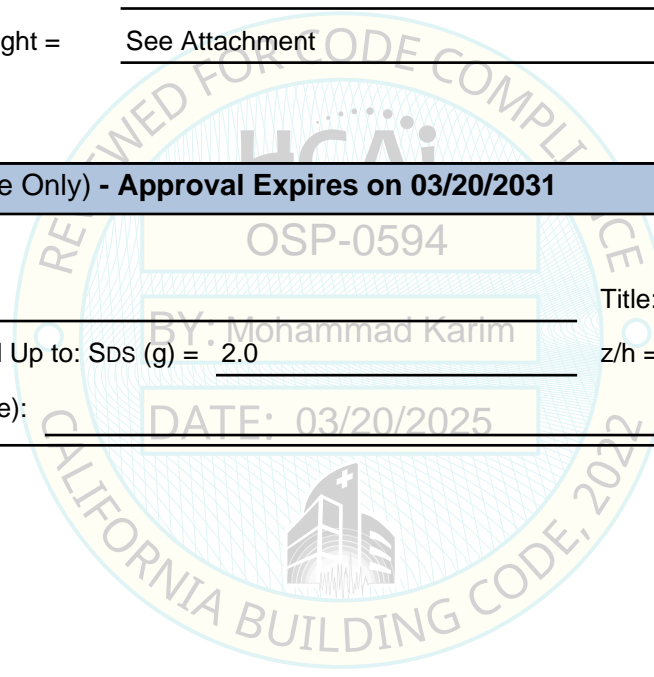 ght = See Attachment
REVIEWED FOR CODE COMPLIANCE
HCAi
e Only) - Approval Expires on 03/20/2031
OSP-0594
Title:
BY: Mohammad Karim
l Up to: SDS (g) = 2.0 z/h =
e):
DATE: 03/20/2025
CALIFORNIA BUILDING CODE, 2022